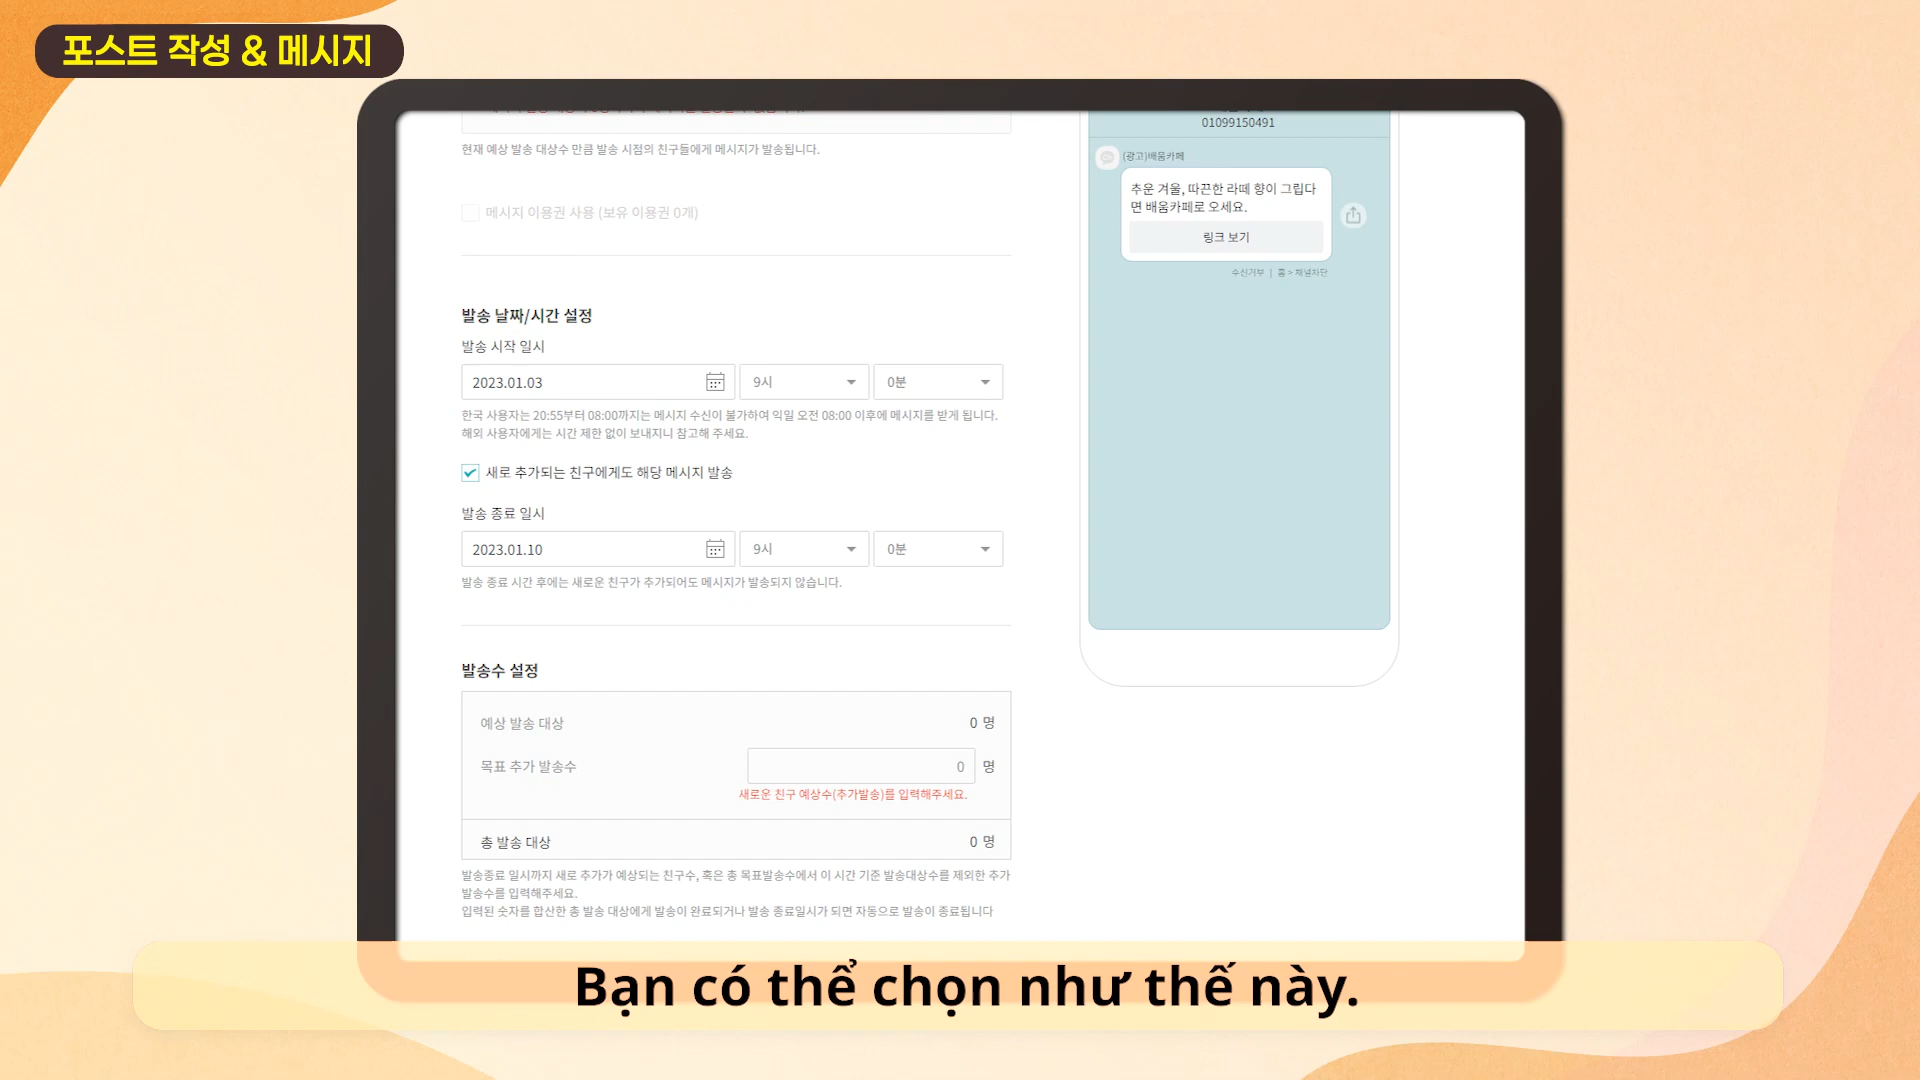 포스트 작성 & 메시지
현재 예상 발송 대상수 만큼 발송 시점의 친구들에게 메시지가 발송됩니다.
메시지 이용권 사용 (보유 이용권 0개)
발송 날짜/시간 설정
발송 시작 일시
2023.01.03 9시 0분
한국 사용자는 20:55부터 08:00까지는 메시지 수신이 불가하여 익일 오전 08:00 이후에 메시지를 받게 됩니다.
해외 사용자에게는 시간 제한 없이 보내지니 참고해 주세요.
새로 추가되는 친구에게도 해당 메시지 발송
발송 종료 일시
2023.01.10 9시 0분
발송 종료 시간 후에는 새로운 친구가 추가되어도 메시지가 발송되지 않습니다.
발송수 설정
예상 발송 대상 0 명
목표 추가 발송수 0 명
새로운 친구 예상수(추가발송)를 입력해주세요.
총 발송 대상 0 명
발송종료 일시까지 새로 추가가 예상되는 친구수, 혹은 총 목표발송수에서 이 시간 기준 발송대상수를 제외한 추가
발송수를 입력해주세요.
입력된 숫자를 합산한 총 발송 대상에게 발송이 완료되거나 발송 종료일시가 되면 자동으로 발송이 종료됩니다
01099150491
(광고)배움카페
추운 겨울, 따끈한 라떼 향이 그립다
면 배움카페로 오세요.
링크 보기
수신거부 | 홈 > 채널차단
Bạn có thể chọn như thế này.